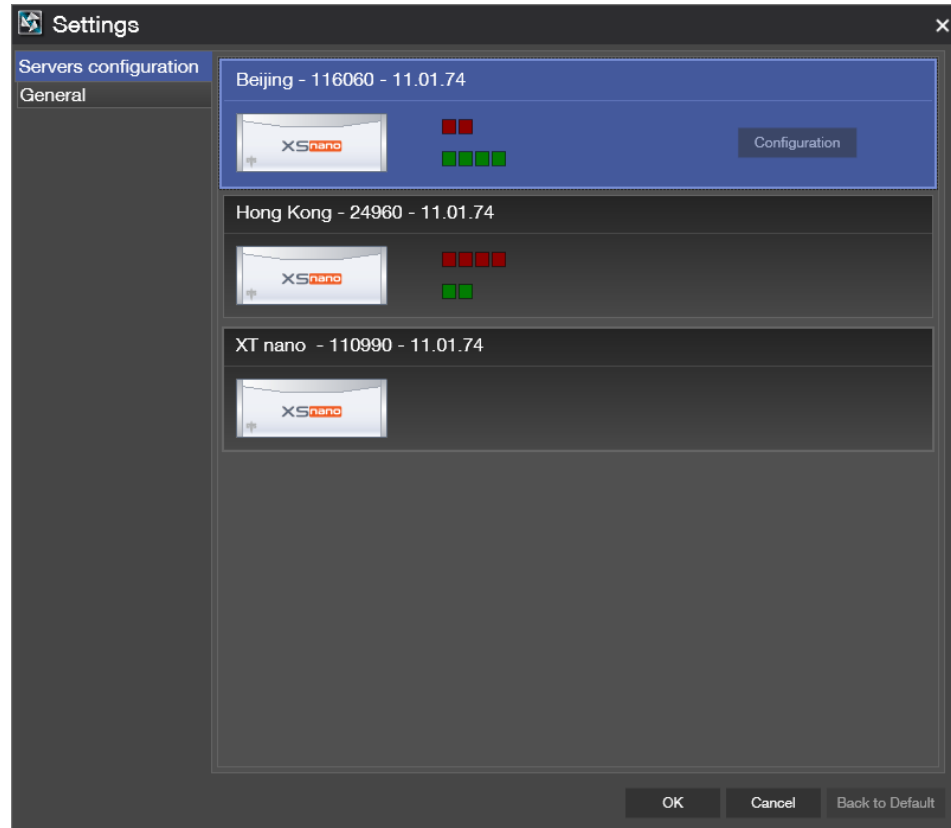 Settings
Servers configuration
General
Beijing - 116060 - 11.01.74
XSnano
Configuration
Hong Kong - 24960 - 11.01.74
XSnano
XT nano - 110990 - 11.01.74
XSnano
OK
Cancel
Back to Default